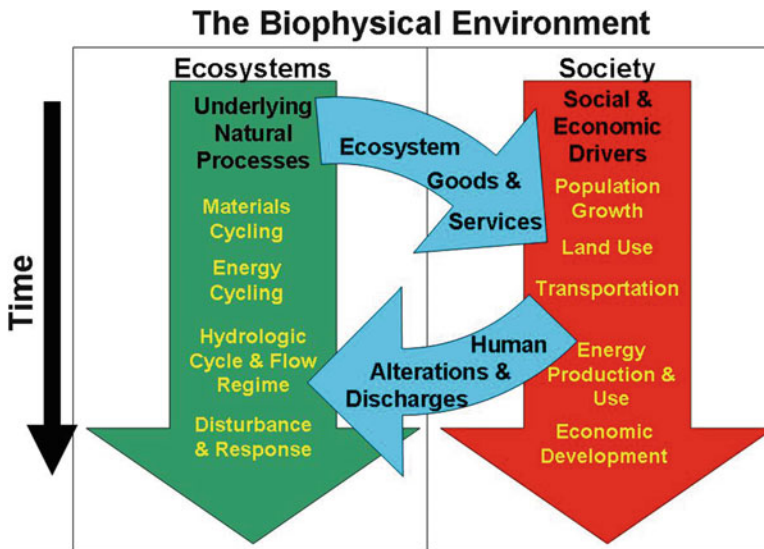 The Biophysical Environment
Ecosystems
Society
Time
Underlying
Natural
Processes
Materials
Cycling
Energy
Cycling
Hydrologic
Cycle & Flow
Regime
Disturbance
& Response
Ecosystem
Goods &
Services
Human
Alterations &
Discharges
Social &
Economic
Drivers
Population
Growth
Land Use
Transportation
Energy
Production &
Use
Economic
Development